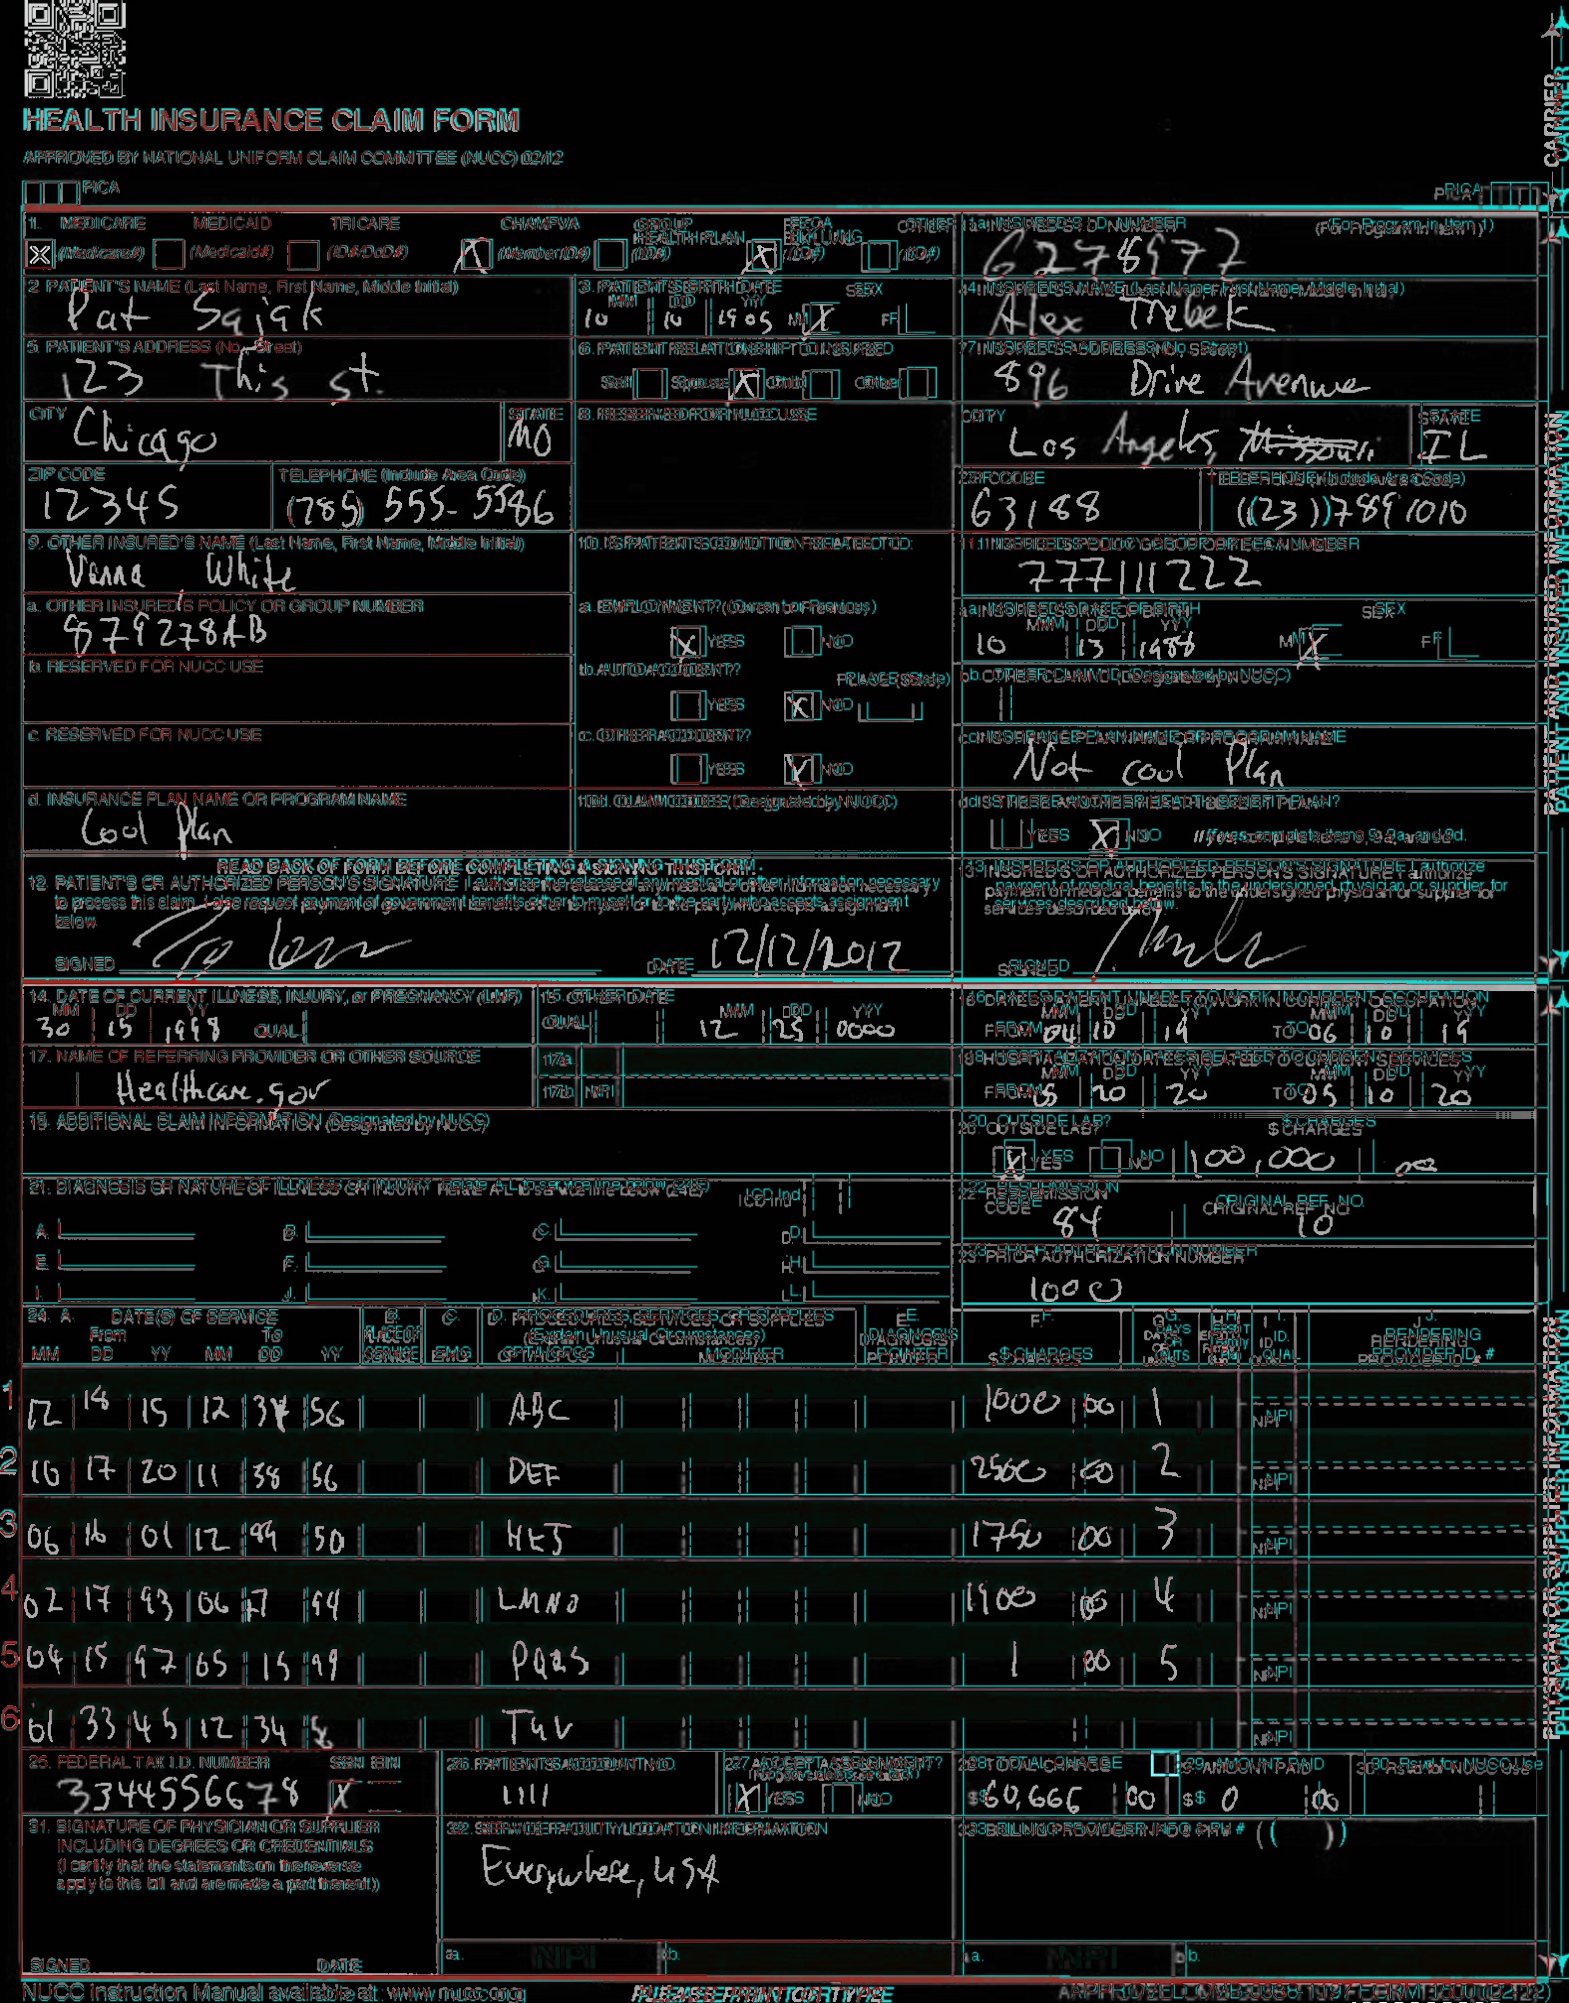 HEALTH INSURANCE CLAIM FORM
APPROVED BY NATIONAL UNIFORM CLAIM COMMITTEE (NUCC) 02/12
PICA PICA
CARRIER
1. MEDICARE MEDICAID TRICARE CHAMPVA GROUP HEALTH PLAN FECA BLK LUNG OTHER
(Medicare#) (Medicaid#) (ID#/DoD#) (Member ID#) (ID#) (ID#) (ID#)
1a. INSURED'S I.D. NUMBER (For Program in Item 1)
6278977
2. PATIENT'S NAME (Last Name, First Name, Middle Initial)
Pat Sajak
3. PATIENT'S BIRTH DATE SEX
MM DD YY
10 10 1905 M X F
4. INSURED'S NAME (Last Name, First Name, Middle Initial)
Alex Trebek
5. PATIENT'S ADDRESS (No., Street)
123 This st.
6. PATIENT RELATIONSHIP TO INSURED
Self Spouse X Child Other
7. INSURED'S ADDRESS (No., Street)
896 Drive Avenue
CITY STATE
Chicago MO
8. RESERVED FOR NUCC USE
CITY STATE
Los Angeles, Missouri IL
ZIP CODE TELEPHONE (Include Area Code)
12345 (785) 555-5586
ZIP CODE TELEPHONE (Include Area Code)
63188 (23) 789 1010
9. OTHER INSURED'S NAME (Last Name, First Name, Middle Initial)
Vanna White
10. IS PATIENT'S CONDITION RELATED TO:
11. INSURED'S POLICY GROUP OR FECA NUMBER
777111222
a. OTHER INSURED'S POLICY OR GROUP NUMBER
879278AB
a. EMPLOYMENT? (Current or Previous)
X YES NO
a. INSURED'S DATE OF BIRTH SEX
MM DD YY
10 13 1988 M X F
b. RESERVED FOR NUCC USE
b. AUTO ACCIDENT? PLACE (State)
YES X NO
b. OTHER CLAIM ID (Designated by NUCC)
c. RESERVED FOR NUCC USE
c. OTHER ACCIDENT?
YES X NO
c. INSURANCE PLAN NAME OR PROGRAM NAME
Not cool Plan
d. INSURANCE PLAN NAME OR PROGRAM NAME
Cool Plan
10d. CLAIM CODES (Designated by NUCC)
d. IS THERE ANOTHER HEALTH BENEFIT PLAN?
YES X NO If yes, complete items 9, 9a, and 9d.
READ BACK OF FORM BEFORE COMPLETING & SIGNING THIS FORM.
12. PATIENT'S OR AUTHORIZED PERSON'S SIGNATURE I authorize the release of any medical or other information necessary
to process this claim. I also request payment of government benefits either to myself or to the party who accepts assignment
below.
SIGNED DATE 12/12/2012
13. INSURED'S OR AUTHORIZED PERSON'S SIGNATURE I authorize
payment of medical benefits to the undersigned physician or supplier for
services described below.
SIGNED
PATIENT AND INSURED INFORMATION
14. DATE OF CURRENT ILLNESS, INJURY, or PREGNANCY (LMP)
MM DD YY
30 15 1998 QUAL.
15. OTHER DATE
QUAL. MM DD YY
12 25 0000
16. DATES PATIENT UNABLE TO WORK IN CURRENT OCCUPATION
MM DD YY MM DD YY
FROM 04 10 19 TO 06 10 19
17. NAME OF REFERRING PROVIDER OR OTHER SOURCE
Healthcare.gov
17a.
17b. NPI
18. HOSPITALIZATION DATES RELATED TO CURRENT SERVICES
MM DD YY MM DD YY
FROM 05 20 20 TO 05 10 20
19. ADDITIONAL CLAIM INFORMATION (Designated by NUCC)
20. OUTSIDE LAB? $ CHARGES
X YES NO 100,000 00
21. DIAGNOSIS OR NATURE OF ILLNESS OR INJURY Relate A-L to service line below (24E) ICD Ind.
A. B. C. D.
E. F. G. H.
I. J. K. L.
22. RESUBMISSION CODE ORIGINAL REF. NO.
84 10
23. PRIOR AUTHORIZATION NUMBER
1000
24. A. DATE(S) OF SERVICE B. C. D. PROCEDURES, SERVICES, OR SUPPLIES E. F. G. H. I. J.
From To PLACE OF (Explain Unusual Circumstances) DIAGNOSIS DAYS OR UNITS ID. RENDERING
MM DD YY MM DD YY SERVICE EMG CPT/HCPCS MODIFIER POINTER $ CHARGES QUAL. PROVIDER ID. #
1 12 18 15 12 34 56 ABC 1000 00 1 NPI
2 10 17 20 11 38 56 DEF 2500 00 2 NPI
3 06 16 01 12 89 50 HEJ 1750 00 3 NPI
4 02 17 93 06 17 94 LMNO 1900 00 4 NPI
5 04 15 97 05 15 99 PQRS 1 00 5 NPI
6 01 33 45 12 34 TUV NPI
25. FEDERAL TAX I.D. NUMBER SSN EIN
3344556678 X
26. PATIENT'S ACCOUNT NO.
1111
27. ACCEPT ASSIGNMENT?
(For govt. claims, see back)
X YES NO
28. TOTAL CHARGE
$ 60,666 00
29. AMOUNT PAID
$ 0 00
30. Rsvd for NUCC Use
31. SIGNATURE OF PHYSICIAN OR SUPPLIER
INCLUDING DEGREES OR CREDENTIALS
(I certify that the statements on the reverse
apply to this bill and are made a part thereof.)
SIGNED DATE
32. SERVICE FACILITY LOCATION INFORMATION
Everywhere, USA
a. NPI b.
33. BILLING PROVIDER INFO & PH # ( )
a. NPI b.
PHYSICIAN OR SUPPLIER INFORMATION
NUCC Instruction Manual available at: www.nucc.org
PLEASE PRINT OR TYPE
APPROVED OMB-0938-1197 FORM 1500 (02-12)